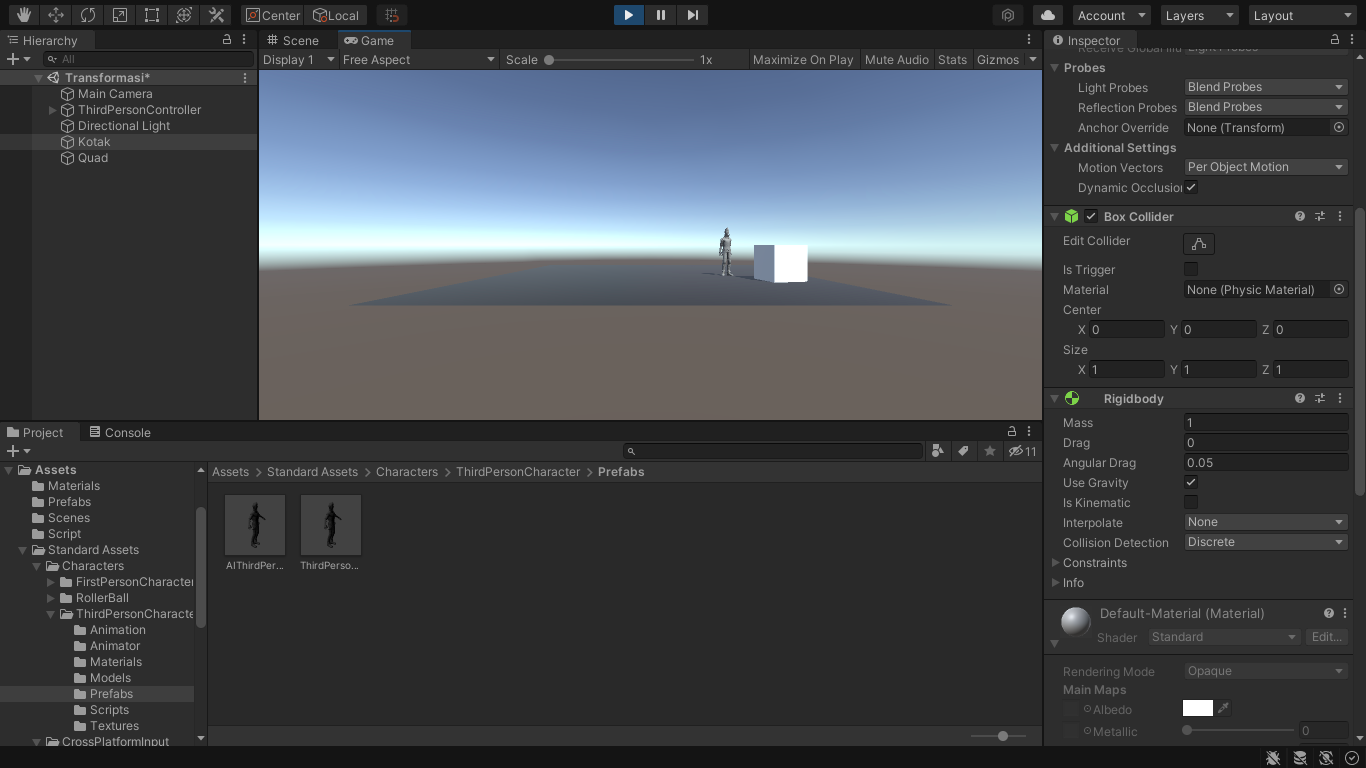 Center Local Account Layers Layout
Hierarchy
All
Transformasi*
Main Camera
ThirdPersonController
Directional Light
Kotak
Quad
Scene Game
Display 1 Free Aspect Scale 1x Maximize On Play Mute Audio Stats Gizmos
Project Console
11
Assets
Materials
Prefabs
Scenes
Script
Standard Assets
Characters
FirstPersonCharacter
RollerBall
ThirdPersonCharacte
Animation
Animator
Materials
Models
Prefabs
Scripts
Textures
CrossPlatformInput
Assets > Standard Assets > Characters > ThirdPersonCharacter > Prefabs
AIThirdPer... ThirdPerso...
Inspector
Receive Global Illu Light Probes
Probes
Light Probes Blend Probes
Reflection Probes Blend Probes
Anchor Override None (Transform)
Additional Settings
Motion Vectors Per Object Motion
Dynamic Occlusion
Box Collider
Edit Collider
Is Trigger
Material None (Physic Material)
Center
X 0 Y 0 Z 0
Size
X 1 Y 1 Z 1
Rigidbody
Mass 1
Drag 0
Angular Drag 0.05
Use Gravity
Is Kinematic
Interpolate None
Collision Detection Discrete
Constraints
Info
Default-Material (Material)
Shader Standard Edit...
Rendering Mode Opaque
Main Maps
Albedo
Metallic 0